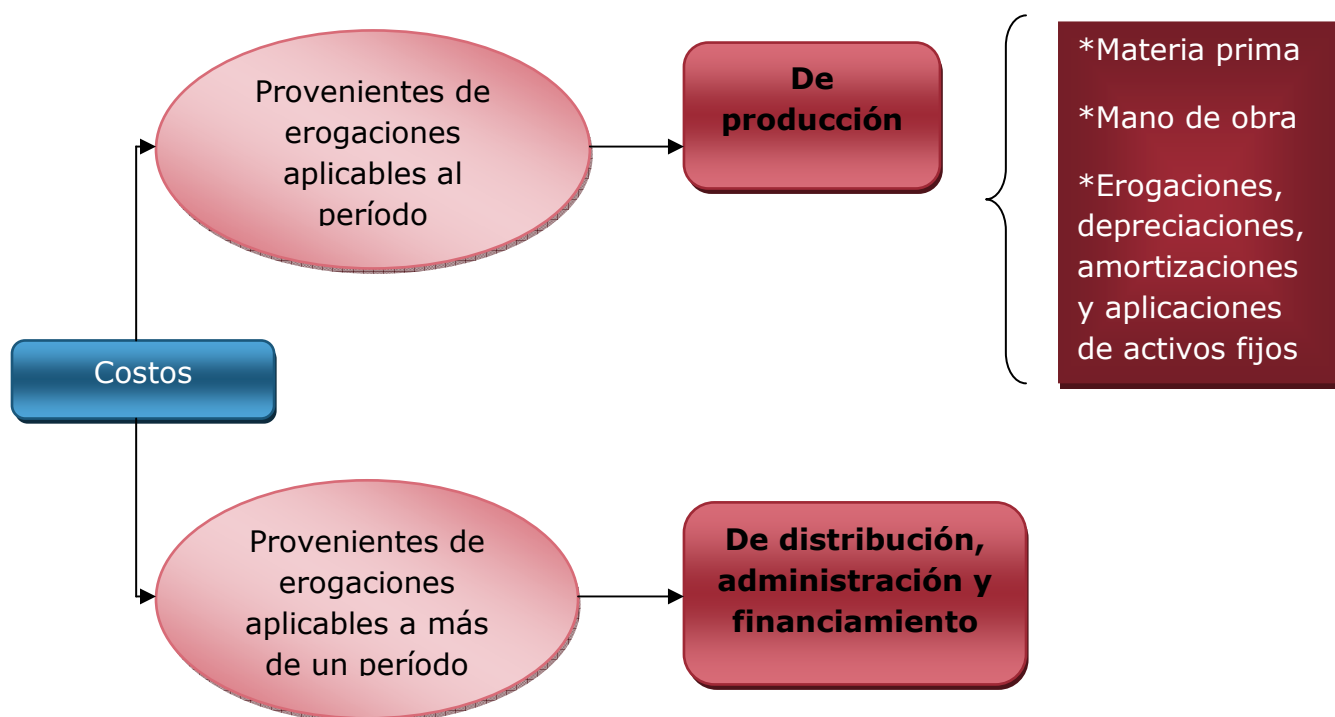 Provenientes de
erogaciones
aplicables al
período
De
producción
*Materia prima
*Mano de obra
*Erogaciones,
depreciaciones,
amortizaciones
y aplicaciones
de activos fijos
Costos
Provenientes de
erogaciones
aplicables a más
de un período
De distribución,
administración y
financiamiento